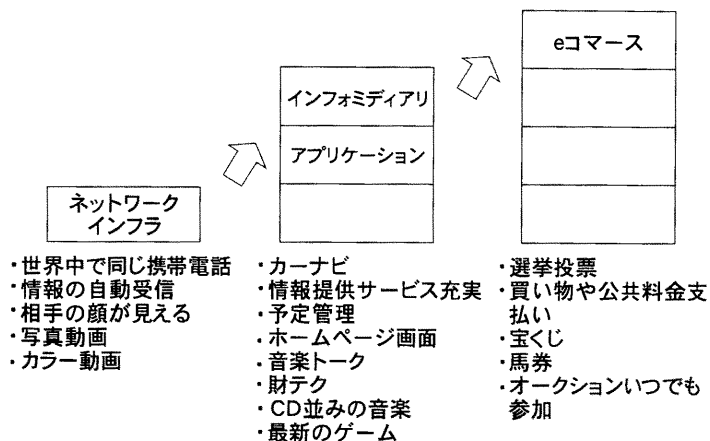 ネットワーク
インフラ
・世界中で同じ携帯電話
・情報の自動受信
・相手の顔が見える
・写真動画
・カラー動画
インフォミディアリ
アプリケーション
・カーナビ
・情報提供サービス充実
・予定管理
・ホームページ画面
・音楽トーク
・財テク
・CD並みの音楽
・最新のゲーム
eコマース
・選挙投票
・買い物や公共料金支
払い
・宝くじ
・馬券
・オークションいつでも
参加